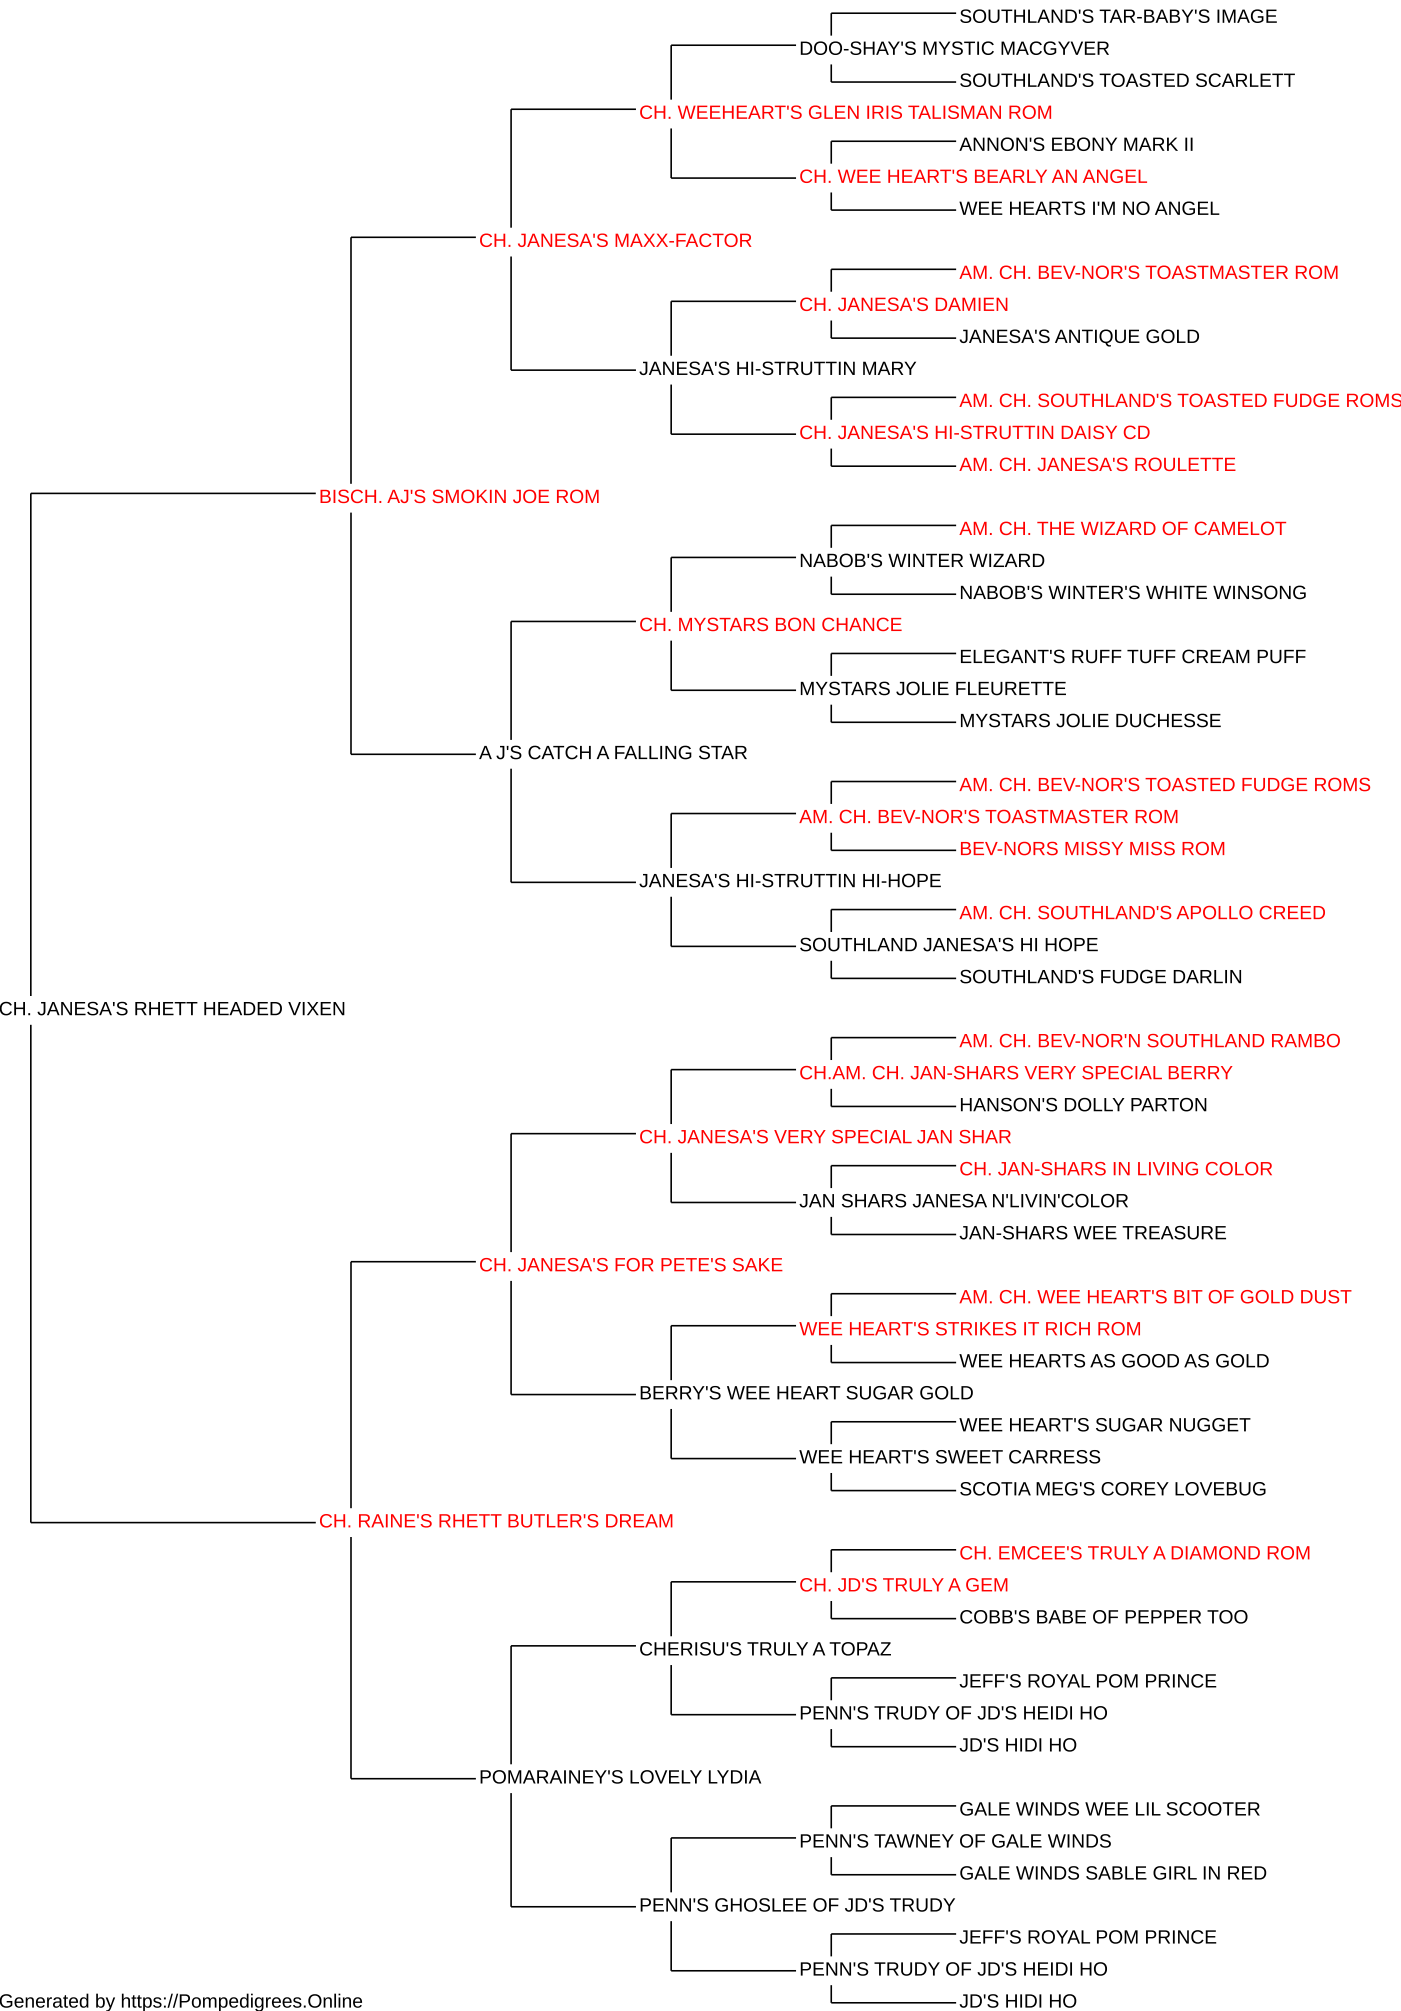 SOUTHLAND'S TAR-BABY'S IMAGE
DOO-SHAY'S MYSTIC MACGYVER
SOUTHLAND'S TOASTED SCARLETT
CH. WEEHEART'S GLEN IRIS TALISMAN ROM
ANNON'S EBONY MARK II
CH. WEE HEART'S BEARLY AN ANGEL
WEE HEARTS I'M NO ANGEL
CH. JANESA'S MAXX-FACTOR
AM. CH. BEV-NOR'S TOASTMASTER ROM
CH. JANESA'S DAMIEN
JANESA'S ANTIQUE GOLD
JANESA'S HI-STRUTTIN MARY
AM. CH. SOUTHLAND'S TOASTED FUDGE ROMS
CH. JANESA'S HI-STRUTTIN DAISY CD
AM. CH. JANESA'S ROULETTE
BISCH. AJ'S SMOKIN JOE ROM
AM. CH. THE WIZARD OF CAMELOT
NABOB'S WINTER WIZARD
NABOB'S WINTER'S WHITE WINSONG
CH. MYSTARS BON CHANCE
ELEGANT'S RUFF TUFF CREAM PUFF
MYSTARS JOLIE FLEURETTE
MYSTARS JOLIE DUCHESSE
A J'S CATCH A FALLING STAR
AM. CH. BEV-NOR'S TOASTED FUDGE ROMS
AM. CH. BEV-NOR'S TOASTMASTER ROM
BEV-NORS MISSY MISS ROM
JANESA'S HI-STRUTTIN HI-HOPE
AM. CH. SOUTHLAND'S APOLLO CREED
SOUTHLAND JANESA'S HI HOPE
SOUTHLAND'S FUDGE DARLIN
CH. JANESA'S RHETT HEADED VIXEN
AM. CH. BEV-NOR'N SOUTHLAND RAMBO
CH.AM. CH. JAN-SHARS VERY SPECIAL BERRY
HANSON'S DOLLY PARTON
CH. JANESA'S VERY SPECIAL JAN SHAR
CH. JAN-SHARS IN LIVING COLOR
JAN SHARS JANESA N'LIVIN'COLOR
JAN-SHARS WEE TREASURE
CH. JANESA'S FOR PETE'S SAKE
AM. CH. WEE HEART'S BIT OF GOLD DUST
WEE HEART'S STRIKES IT RICH ROM
WEE HEARTS AS GOOD AS GOLD
BERRY'S WEE HEART SUGAR GOLD
WEE HEART'S SUGAR NUGGET
WEE HEART'S SWEET CARRESS
SCOTIA MEG'S COREY LOVEBUG
CH. RAINE'S RHETT BUTLER'S DREAM
CH. EMCEE'S TRULY A DIAMOND ROM
CH. JD'S TRULY A GEM
COBB'S BABE OF PEPPER TOO
CHERISU'S TRULY A TOPAZ
JEFF'S ROYAL POM PRINCE
PENN'S TRUDY OF JD'S HEIDI HO
JD'S HIDI HO
POMARAINEY'S LOVELY LYDIA
GALE WINDS WEE LIL SCOOTER
PENN'S TAWNEY OF GALE WINDS
GALE WINDS SABLE GIRL IN RED
PENN'S GHOSLEE OF JD'S TRUDY
JEFF'S ROYAL POM PRINCE
PENN'S TRUDY OF JD'S HEIDI HO
JD'S HIDI HO
Generated by https://Pompedigrees.Online